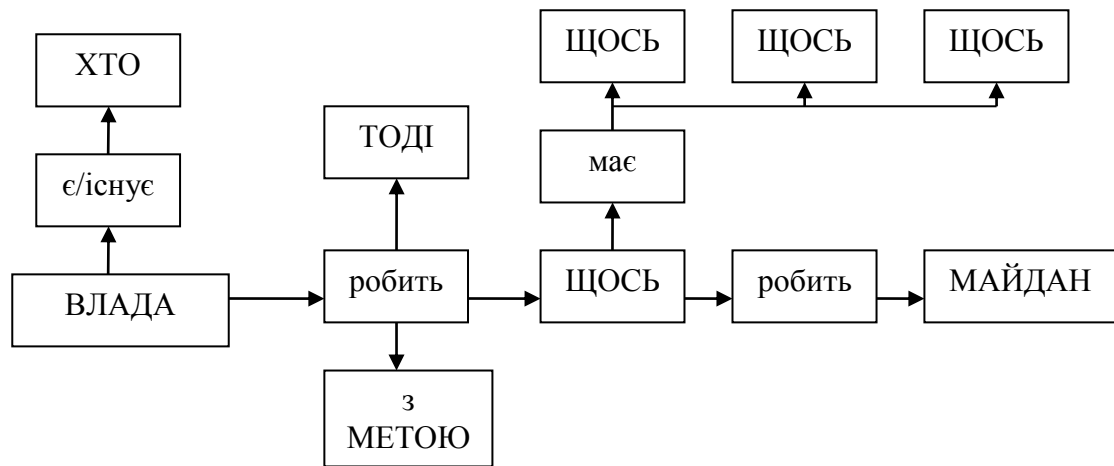 ЩОСЬ ЩОСЬ ЩОСЬ
ХТО
ТОДІ
має
є/існує
ВЛАДА робить ЩОСЬ робить МАЙДАН
з
МЕТОЮ